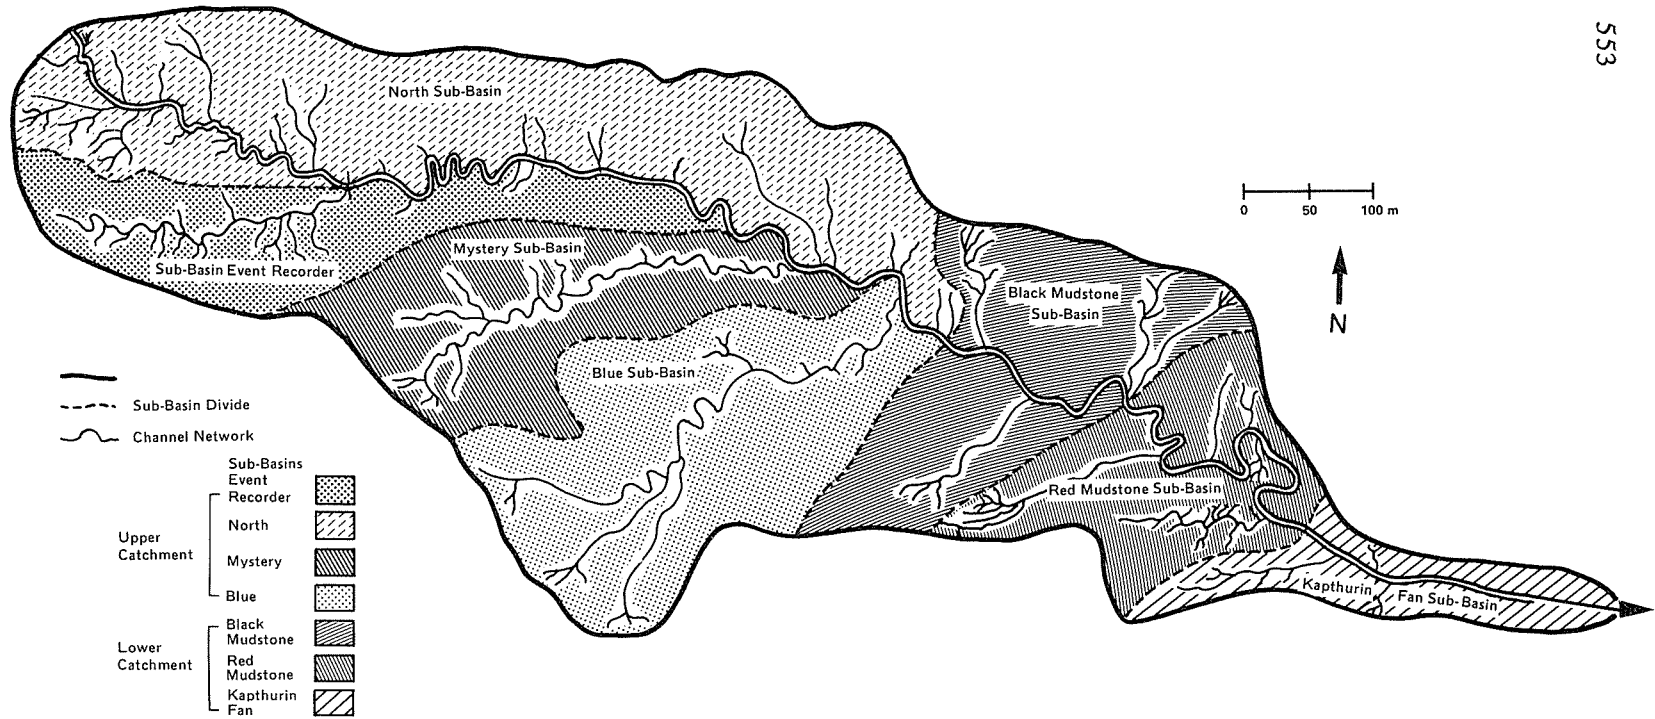 553
North Sub-Basin
0 50 100 m
Mystery Sub-Basin
Sub-Basin Event Recorder
Black Mudstone
Sub-Basin
N
Blue Sub-Basin
Sub-Basin Divide
Channel Network
Red Mudstone Sub-Basin
Kapthurin Fan Sub-Basin
Sub-Basins
Event
Recorder
North
Upper
Catchment
Mystery
Blue
Black
Mudstone
Lower
Catchment
Red
Mudstone
Kapthurin
Fan